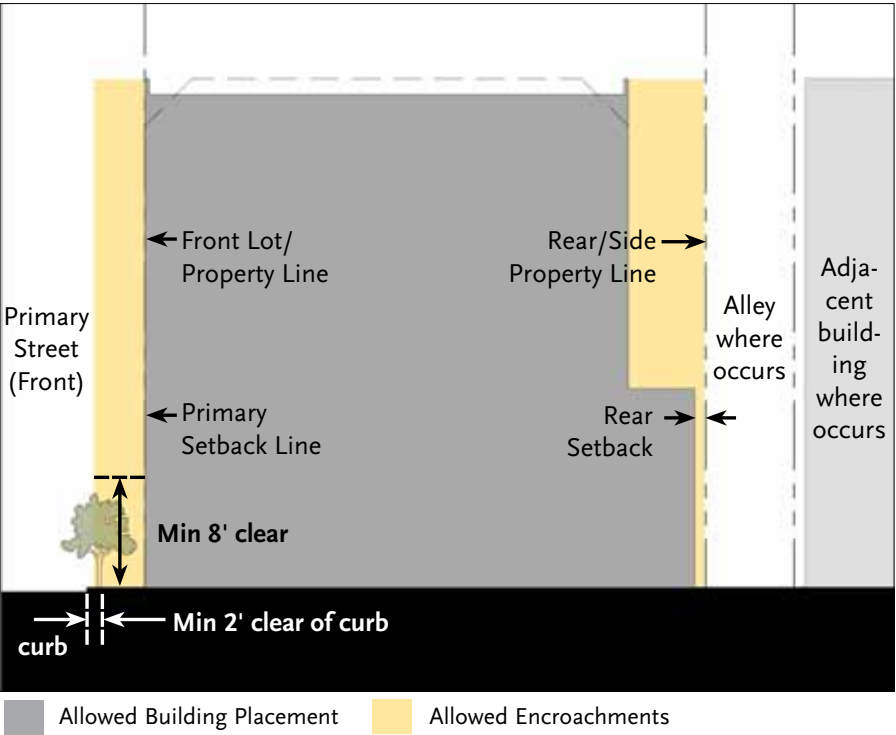 Front Lot/
Property Line
Rear/Side
Property Line
Primary
Street
(Front)
Alley
where
occurs
Adja-
cent
build-
ing
where
occurs
Primary
Setback Line
Rear
Setback
Min 8' clear
Min 2' clear of curb
curb
Allowed Building Placement
Allowed Encroachments